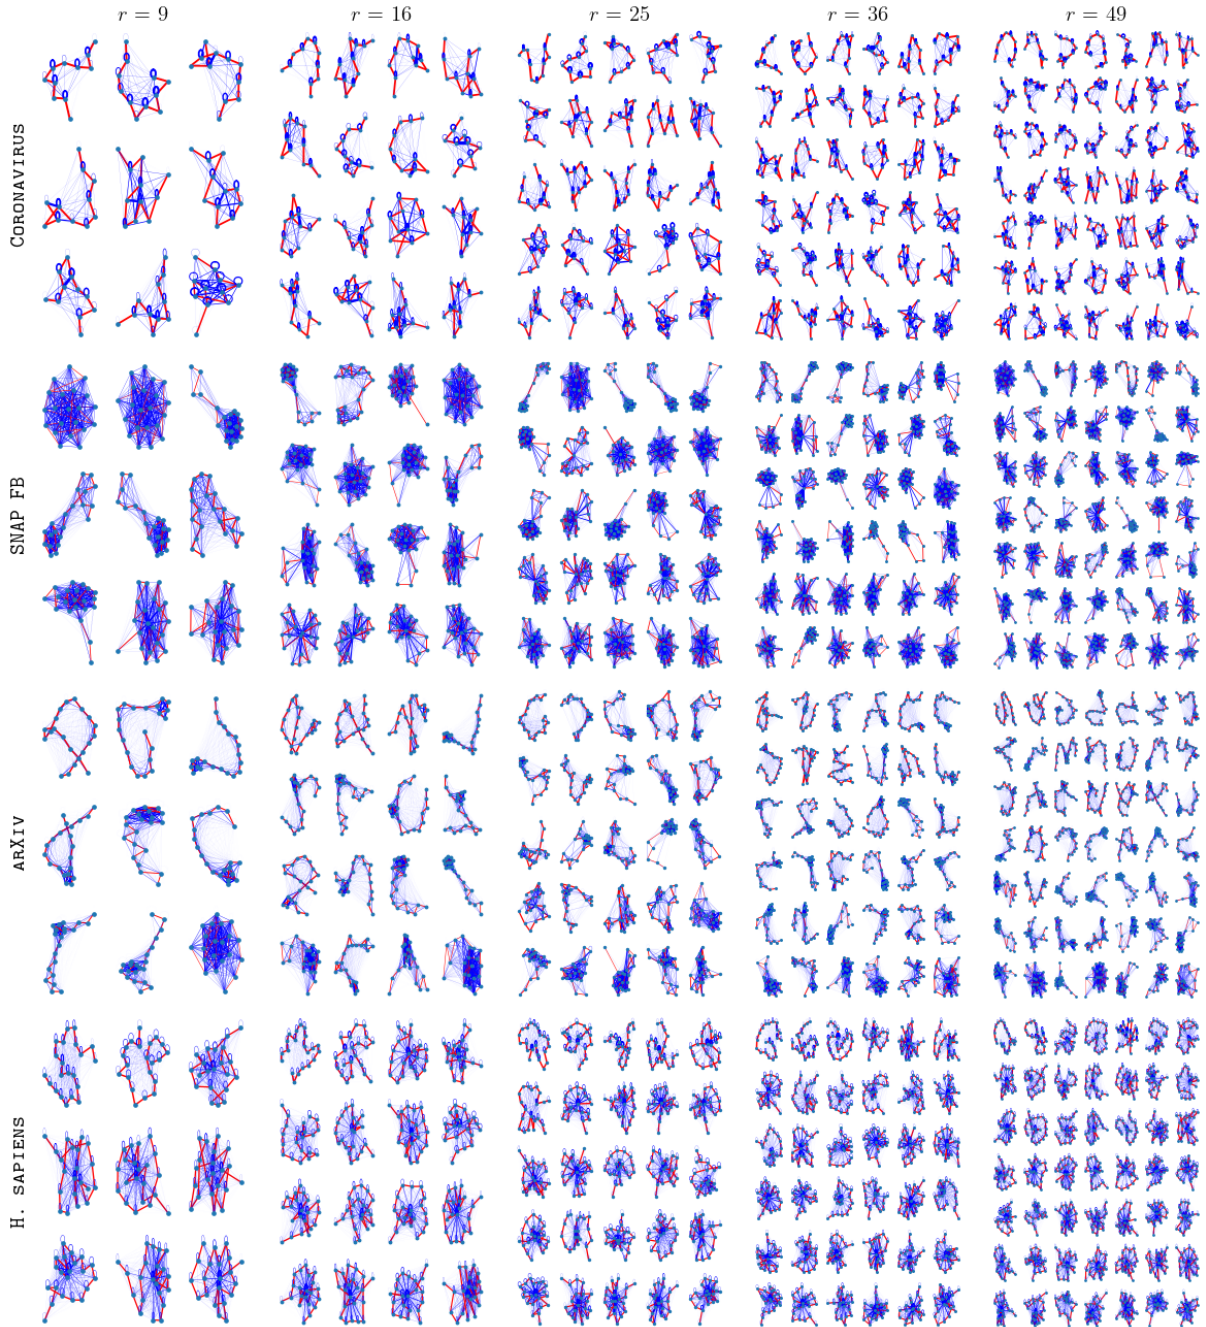 r = 9
r = 16
r = 25
r = 36
r = 49
CORONAVIRUS
SNAP FB
ARXIV
H. SAPIENS